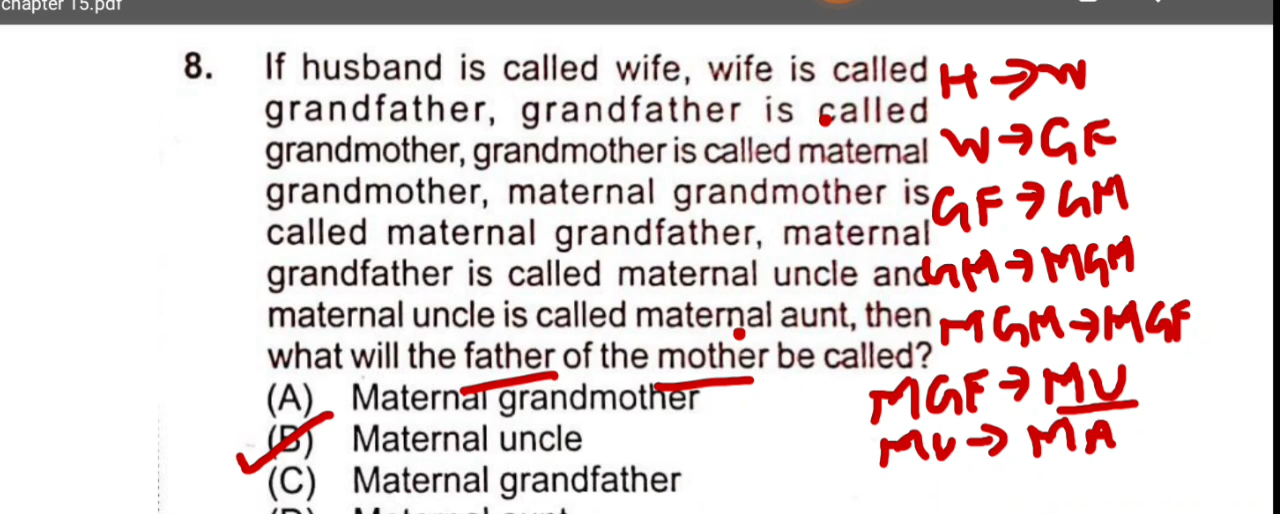 chapter 15.pdf
8. If husband is called wife, wife is called H → W
grandfather, grandfather is called
grandmother, grandmother is called maternal W → GF
grandmother, maternal grandmother is GF → GM
called maternal grandfather, maternal
grandfather is called maternal uncle and GM → MGM
maternal uncle is called maternal aunt, then MGM → MGF
what will the father of the mother be called?
(A) Maternal grandmother MGF → MU
(B) Maternal uncle MU → MA
(C) Maternal grandfather
(D) Maternal aunt